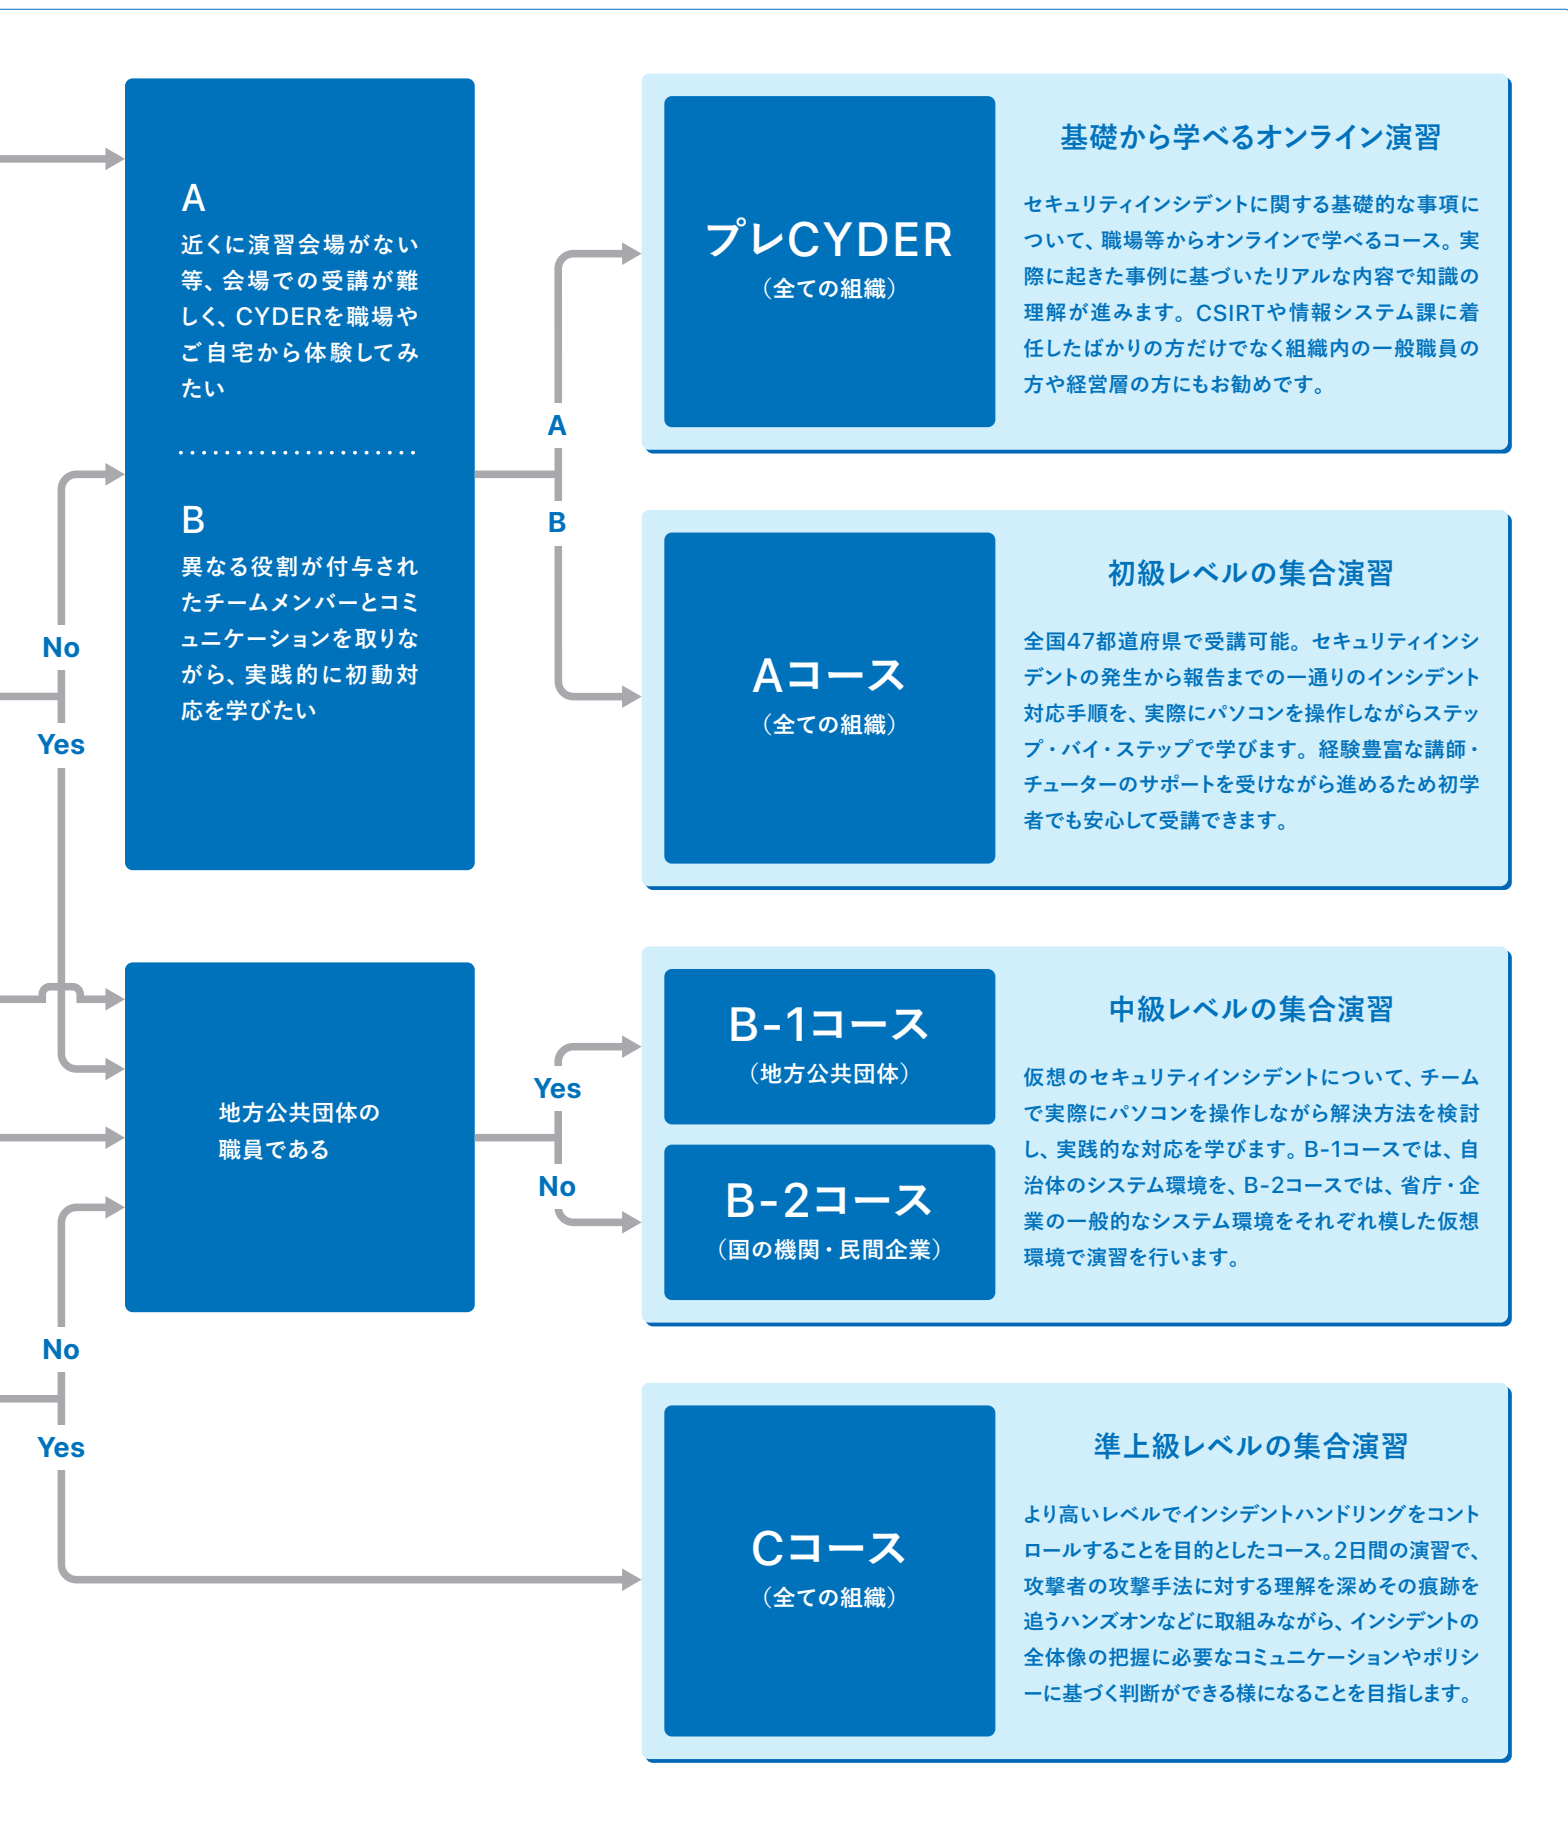 A
近くに演習会場がない
等、会場での受講が難
しく、CYDERを職場や
ご自宅から体験してみ
たい
B
異なる役割が付与され
たチームメンバーとコミ
ュニケーションを取りな
がら、実践的に初動対
応を学びたい
No
Yes
A
B
プレCYDER
（全ての組織）
基礎から学べるオンライン演習
セキュリティインシデントに関する基礎的な事項に
ついて、職場等からオンラインで学べるコース。実
際に起きた事例に基づいたリアルな内容で知識の
理解が進みます。CSIRTや情報システム課に着
任したばかりの方だけでなく組織内の一般職員の
方や経営層の方にもお勧めです。
Aコース
（全ての組織）
初級レベルの集合演習
全国47都道府県で受講可能。セキュリティインシ
デントの発生から報告までの一通りのインシデント
対応手順を、実際にパソコンを操作しながらステッ
プ・バイ・ステップで学びます。経験豊富な講師・
チューターのサポートを受けながら進めるため初学
者でも安心して受講できます。
地方公共団体の
職員である
Yes
No
B-1コース
（地方公共団体）
B-2コース
（国の機関・民間企業）
中級レベルの集合演習
仮想のセキュリティインシデントについて、チーム
で実際にパソコンを操作しながら解決方法を検討
し、実践的な対応を学びます。B-1コースでは、自
治体のシステム環境を、B-2コースでは、省庁・企
業の一般的なシステム環境をそれぞれ模した仮想
環境で演習を行います。
No
Yes
Cコース
（全ての組織）
準上級レベルの集合演習
より高いレベルでインシデントハンドリングをコント
ロールすることを目的としたコース。2日間の演習で、
攻撃者の攻撃手法に対する理解を深めその痕跡を
追うハンズオンなどに取組みながら、インシデントの
全体像の把握に必要なコミュニケーションやポリシ
ーに基づく判断ができる様になることを目指します。